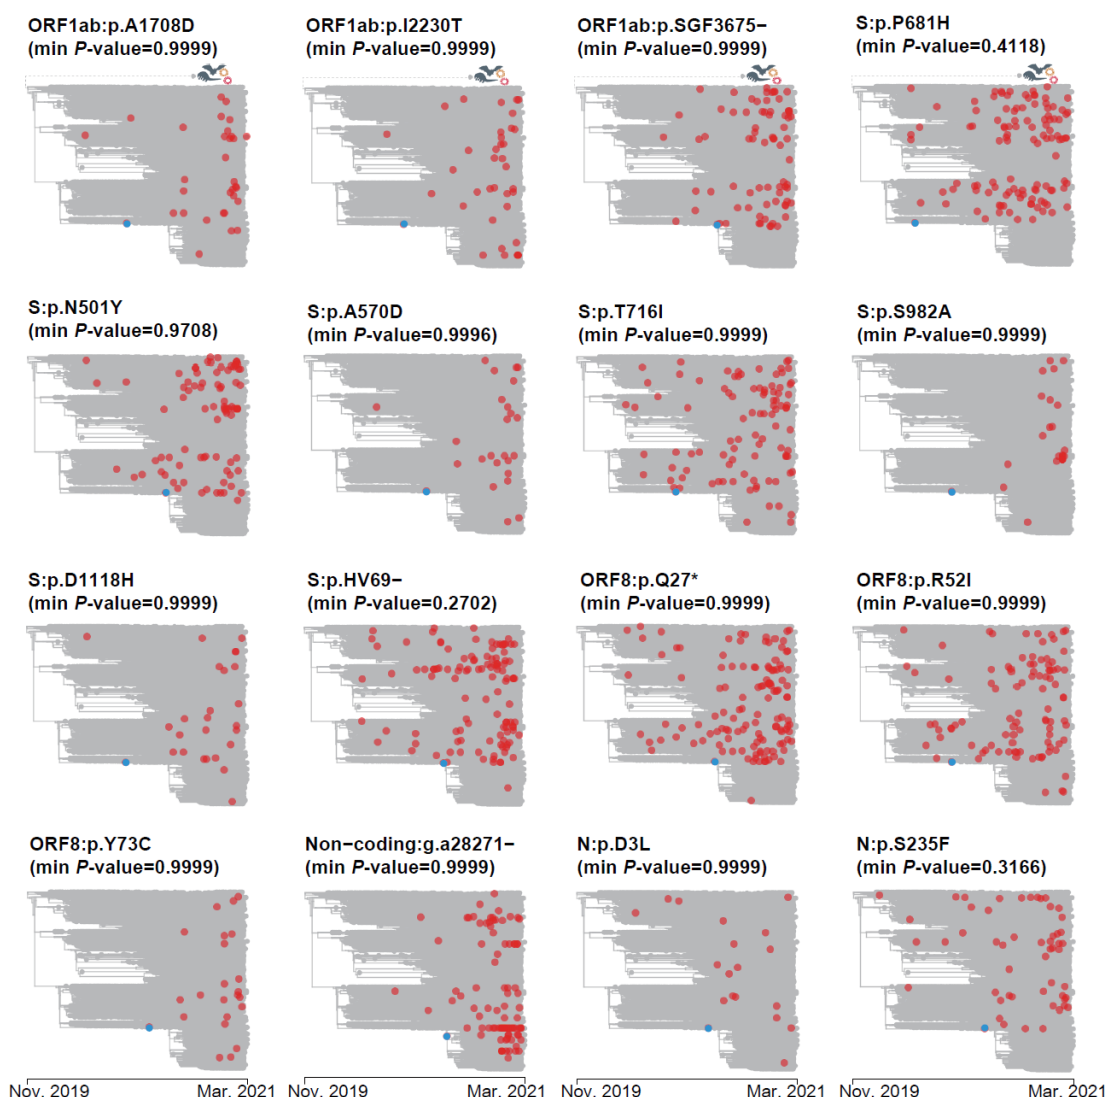 ORF1ab:p.A1708D
(min P-value=0.9999)
ORF1ab:p.I2230T
(min P-value=0.9999)
ORF1ab:p.SGF3675−
(min P-value=0.9999)
S:p.P681H
(min P-value=0.4118)
S:p.N501Y
(min P-value=0.9708)
S:p.A570D
(min P-value=0.9996)
S:p.T716I
(min P-value=0.9999)
S:p.S982A
(min P-value=0.9999)
S:p.D1118H
(min P-value=0.9999)
S:p.HV69−
(min P-value=0.2702)
ORF8:p.Q27*
(min P-value=0.9999)
ORF8:p.R52I
(min P-value=0.9999)
ORF8:p.Y73C
(min P-value=0.9999)
Non−coding:g.a28271−
(min P-value=0.9999)
N:p.D3L
(min P-value=0.9999)
N:p.S235F
(min P-value=0.3166)
Nov. 2019 Mar. 2021
Nov. 2019 Mar. 2021
Nov. 2019 Mar. 2021
Nov. 2019 Mar. 2021